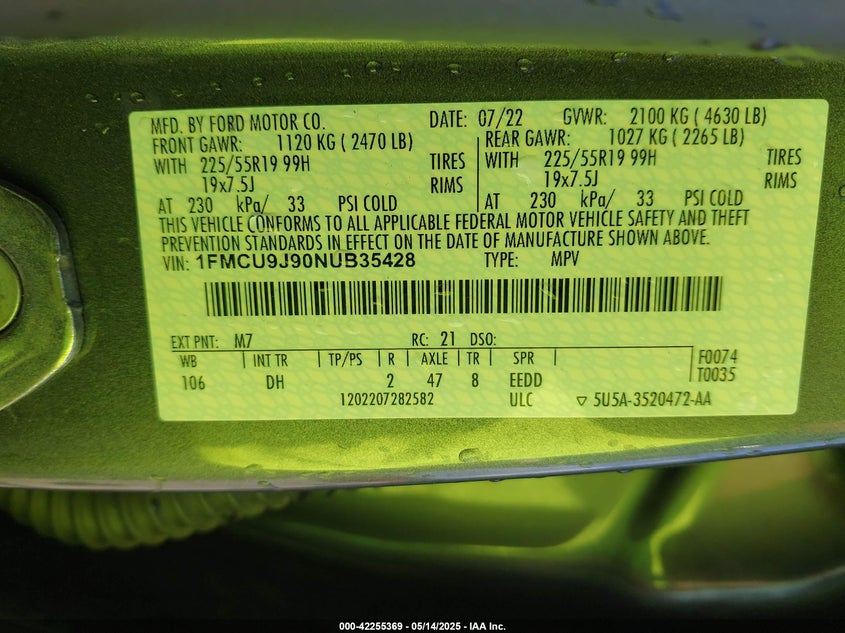 MFD. BY FORD MOTOR CO. DATE: 07/22 GVWR: 2100 KG ( 4630 LB)
FRONT GAWR: 1120 KG ( 2470 LB) REAR GAWR: 1027 KG ( 2265 LB)
WITH 225/55R19 99H TIRES WITH 225/55R19 99H TIRES
19x7.5J RIMS 19x7.5J RIMS
AT 230 kPa/ 33 PSI COLD AT 230 kPa/ 33 PSI COLD
THIS VEHICLE CONFORMS TO ALL APPLICABLE FEDERAL MOTOR VEHICLE SAFETY AND THEFT
PREVENTION STANDARDS IN EFFECT ON THE DATE OF MANUFACTURE SHOWN ABOVE.
VIN: 1FMCU9J90NUB35428 TYPE: MPV
EXT PNT: M7 RC: 21 DSO:
WB INT TR TP/PS R AXLE TR SPR F0074
106 DH 2 47 8 EEDD T0035
1202207282582 ULC ▽ 5U5A-3520472-AA
000-42255369 - 05/14/2025 - IAA Inc.